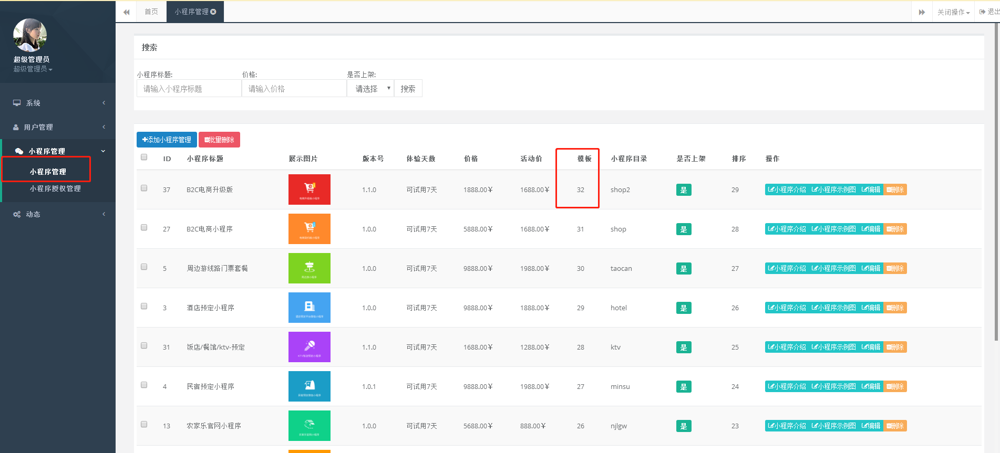 首页
小程序管理
关闭操作
退出
超级管理员
超级管理员
系统
用户管理
小程序管理
小程序管理
小程序授权管理
动态
搜索
小程序标题: 价格: 是否上架:
请输入小程序标题 请输入价格 请选择 搜索
添加小程序管理 批量删除
ID 小程序标题 展示图片 版本号 体验天数 价格 活动价 模板 小程序目录 是否上架 排序 操作
37 B2C电商升级版 1.1.0 可试用7天 1888.00¥ 1688.00¥ 32 shop2 是 29 小程序介绍 小程序示例图 编辑 删除
27 B2C电商小程序 1.0.0 可试用7天 5888.00¥ 1688.00¥ 31 shop 是 28 小程序介绍 小程序示例图 编辑 删除
5 周边游线路门票套餐 1.0.0 可试用7天 9888.00¥ 1988.00¥ 30 taocan 是 27 小程序介绍 小程序示例图 编辑 删除
3 酒店预定小程序 1.0.0 可试用7天 9888.00¥ 1888.00¥ 29 hotel 是 26 小程序介绍 小程序示例图 编辑 删除
31 饭店/餐馆/ktv-预定 1.1.0 可试用7天 1688.00¥ 1288.00¥ 28 ktv 是 25 小程序介绍 小程序示例图 编辑 删除
4 民宿预定小程序 1.0.1 可试用7天 9888.00¥ 1988.00¥ 27 minsu 是 24 小程序介绍 小程序示例图 编辑 删除
13 农家乐官网小程序 1.0.0 可试用7天 5688.00¥ 888.00¥ 26 njlgw 是 23 小程序介绍 小程序示例图 编辑 删除